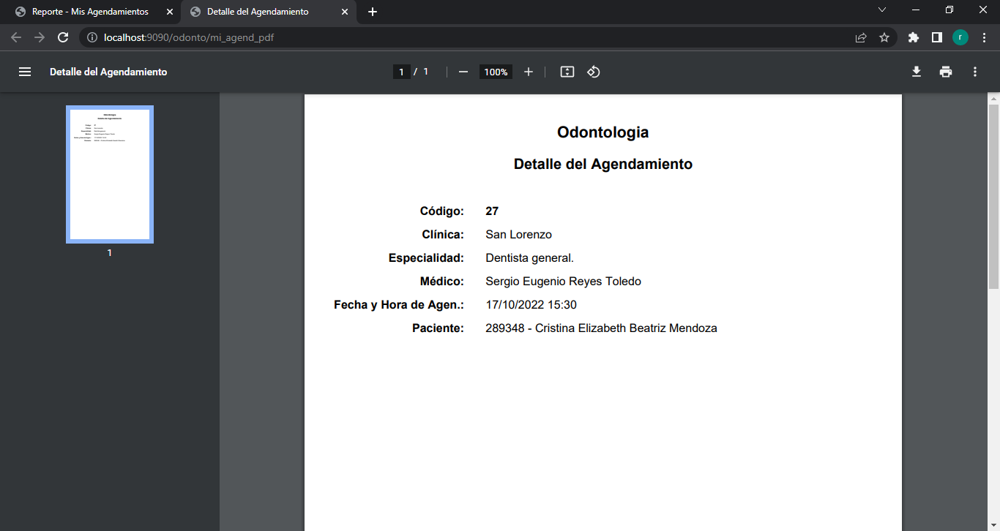 Reporte - Mis Agendamientos
Detalle del Agendamiento
localhost:9090/odonto/mi_agend_pdf
r
Detalle del Agendamiento
1 / 1
100%
1
Odontologia
Detalle del Agendamiento
Código: 27
Clínica: San Lorenzo
Especialidad: Dentista general.
Médico: Sergio Eugenio Reyes Toledo
Fecha y Hora de Agen.: 17/10/2022 15:30
Paciente: 289348 - Cristina Elizabeth Beatriz Mendoza